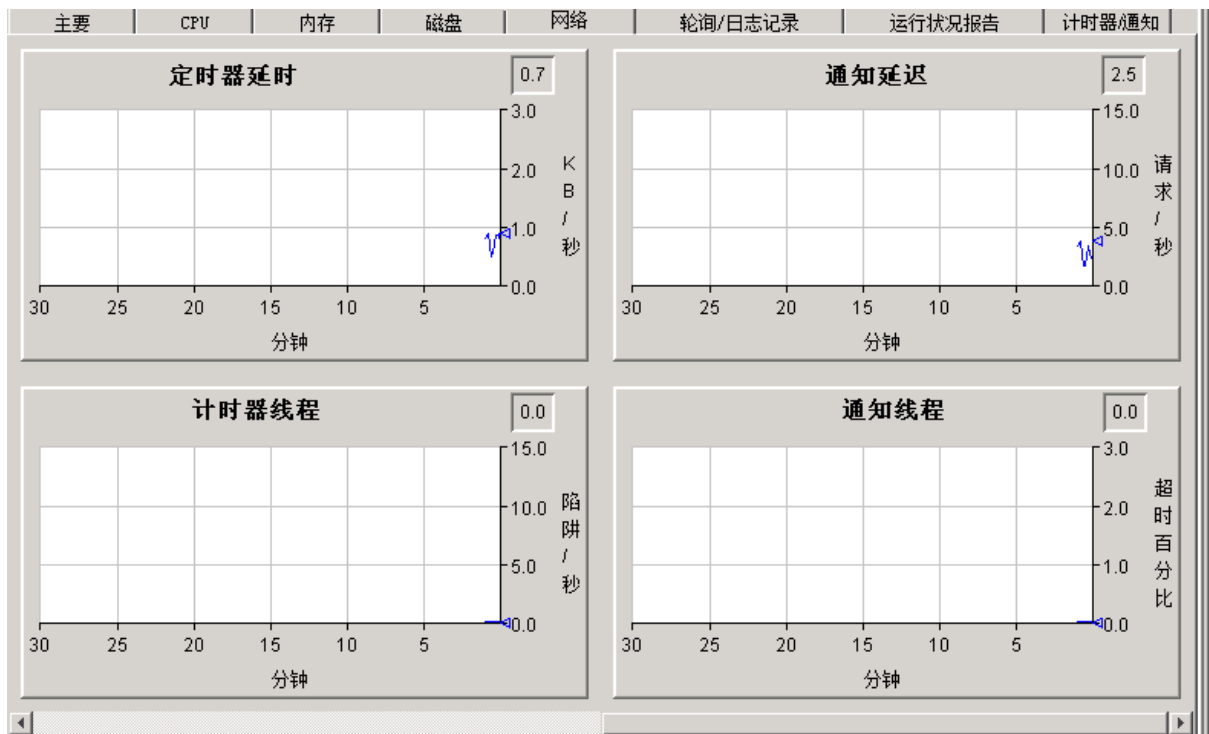 主要 CPU 内存 磁盘 网络 轮询/日志记录 运行状况报告 计时器/通知
定时器延时 0.7
3.0
2.0
1.0
0.0
KB/秒
30 25 20 15 10 5
分钟
通知延迟 2.5
15.0
10.0
5.0
0.0
请求/秒
30 25 20 15 10 5
分钟
计时器线程 0.0
15.0
10.0
5.0
0.0
陷阱/秒
30 25 20 15 10 5
分钟
通知线程 0.0
3.0
2.0
1.0
0.0
超时百分比
30 25 20 15 10 5
分钟